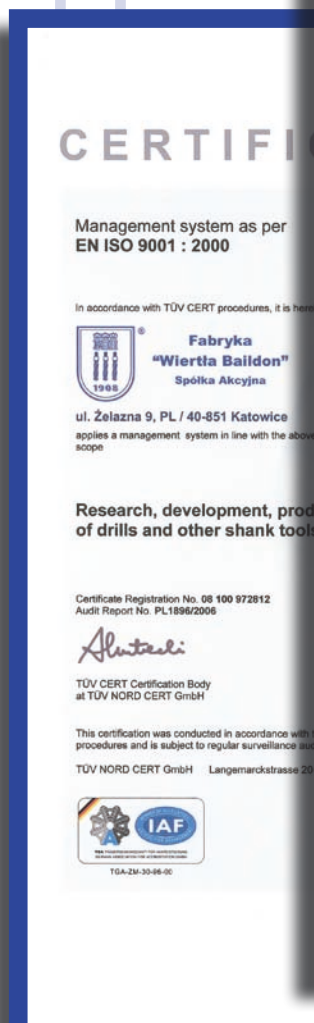 CERTIFI
Management system as per
EN ISO 9001 : 2000
In accordance with TÜV CERT procedures, it is here
®
1908
Fabryka
"Wiertła Baildon"
Spółka Akcyjna
ul. Żelazna 9, PL / 40-851 Katowice
applies a management system in line with the above
scope
Research, development, prod
of drills and other shank tools
Certificate Registration No. 08 100 972812
Audit Report No. PL1896/2006
TÜV CERT Certification Body
at TÜV NORD CERT GmbH
This certification was conducted in accordance with
procedures and is subject to regular surveillance aud
TÜV NORD CERT GmbH Langemarckstrasse 20
IAF
TGA-ZM-30-96-00